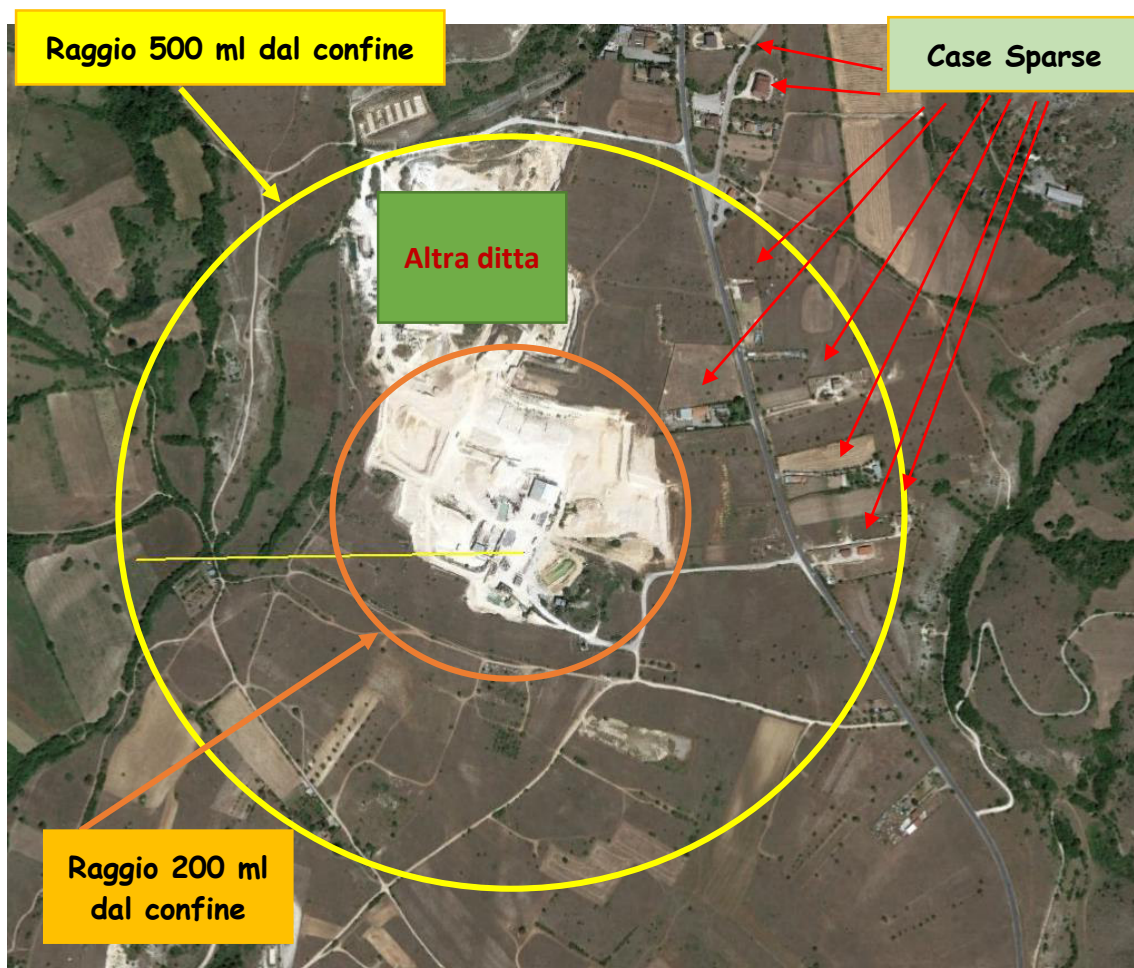 Raggio 500 ml dal confine
Case Sparse
Altra ditta
Raggio 200 ml
dal confine